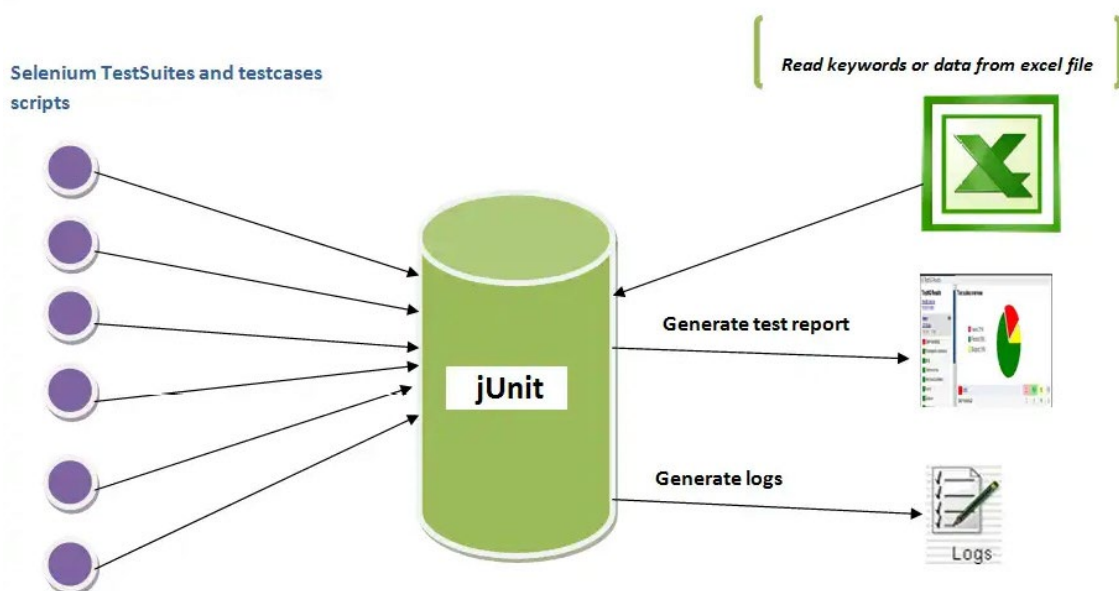 Selenium TestSuites and testcases
scripts
Read keywords or data from excel file
Generate test report
jUnit
Generate logs
Logs